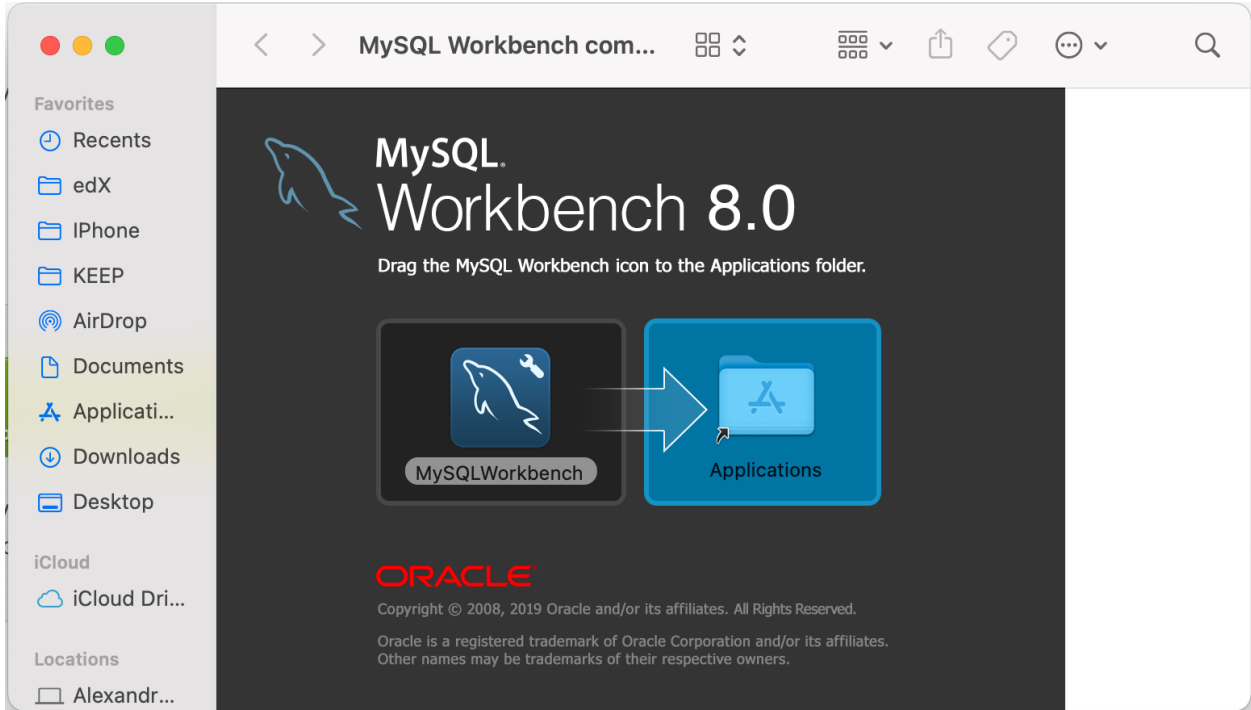 MySQL Workbench com...
Favorites
Recents
edX
IPhone
KEEP
AirDrop
Documents
Applicati...
Downloads
Desktop
iCloud
iCloud Dri...
Locations
Alexandr...
MySQL.
Workbench 8.0
Drag the MySQL Workbench icon to the Applications folder.
MySQLWorkbench
Applications
ORACLE
Copyright © 2008, 2019 Oracle and/or its affiliates. All Rights Reserved.
Oracle is a registered trademark of Oracle Corporation and/or its affiliates.
Other names may be trademarks of their respective owners.